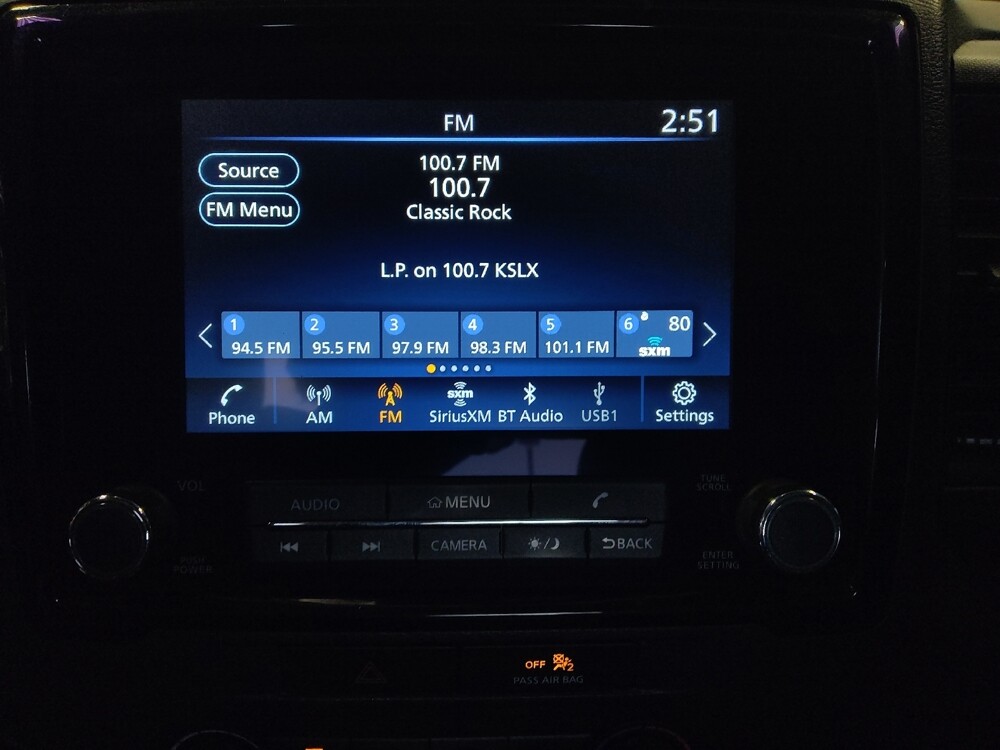 FM
2:51
Source
100.7 FM
100.7
FM Menu
Classic Rock
L.P. on 100.7 KSLX
1 2 3 4 5 6 80
94.5 FM 95.5 FM 97.9 FM 98.3 FM 101.1 FM sxm
sxm
Phone AM FM SiriusXM BT Audio USB1 Settings
VOL
TUNE
SCROLL
AUDIO MENU
CAMERA BACK
PUSH
POWER
ENTER
SETTING
OFF 2
PASS AIR BAG